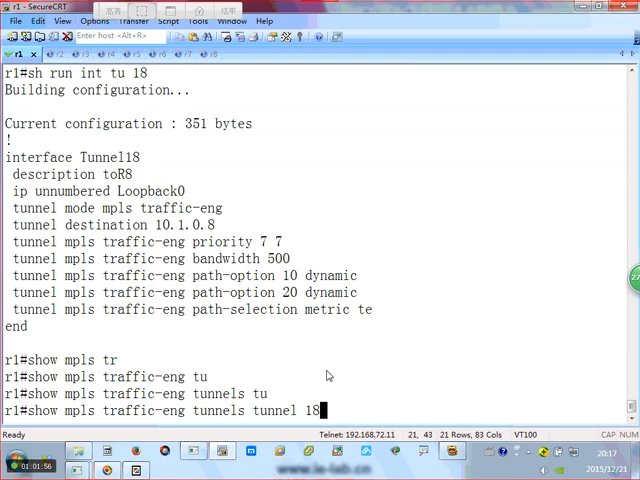 r1 - SecureCRT
File Edit View Options Transfer Script Tools Window Help
Enter host <Alt+R>
r1 r2 r3 r4 r5 r6 r7 r8
r1#sh run int tu 18
Building configuration...
Current configuration : 351 bytes
!
interface Tunnel18
description toR8
ip unnumbered Loopback0
tunnel mode mpls traffic-eng
tunnel destination 10.1.0.8
tunnel mpls traffic-eng priority 7 7
tunnel mpls traffic-eng bandwidth 500
tunnel mpls traffic-eng path-option 10 dynamic
tunnel mpls traffic-eng path-option 20 dynamic
tunnel mpls traffic-eng path-selection metric te
end
r1#show mpls tr
r1#show mpls traffic-eng tu
r1#show mpls traffic-eng tunnels tu
r1#show mpls traffic-eng tunnels tunnel 18
27
Ready Telnet: 192.168.72.11 21, 43 21 Rows, 83 Cols VT100 CAP NUM
01:01:56
www.ie-lab.cn
20:17
2015/12/21